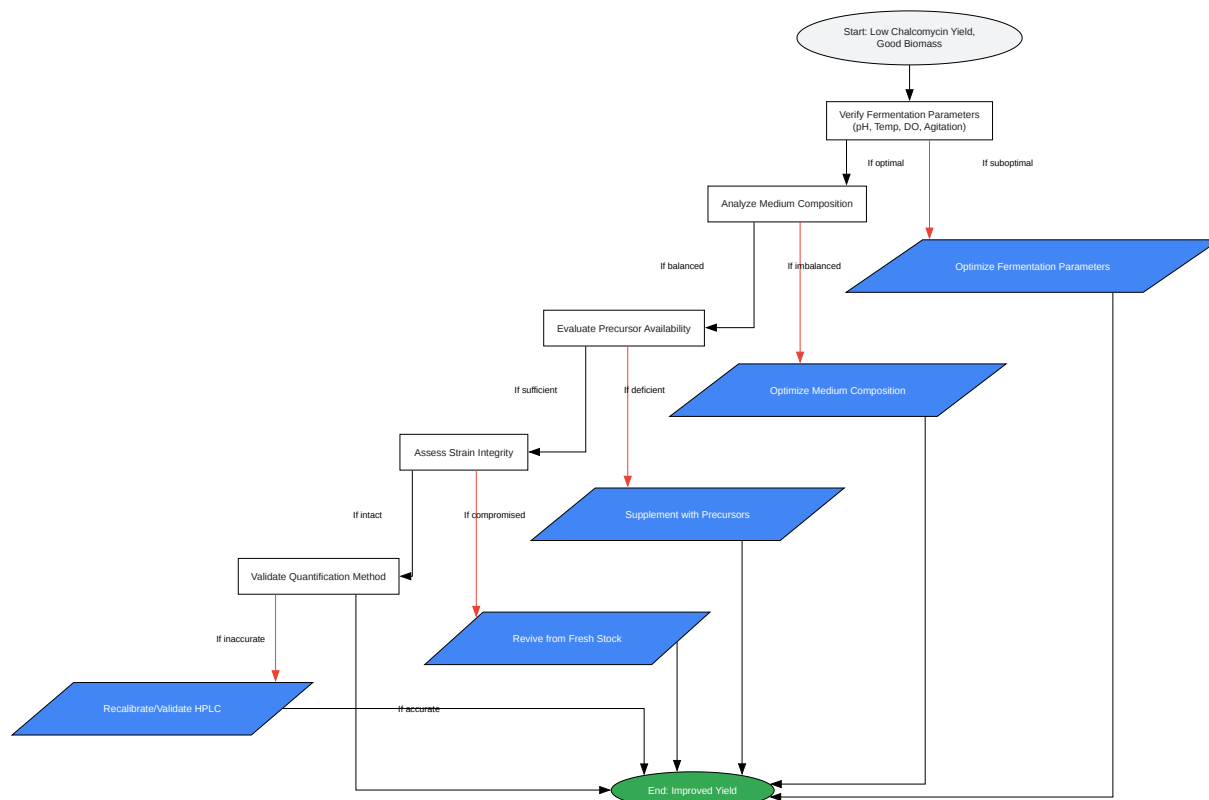 Start: Low Chalcomycin Yield,
Good Biomass
Verify Fermentation Parameters
(pH, Temp, DO, Agitation)
If optimal
If suboptimal
Analyze Medium Composition
If balanced
If imbalanced
Optimize Fermentation Parameters
Evaluate Precursor Availability
If sufficient
If deficient
Optimize Medium Composition
Assess Strain Integrity
If intact
If compromised
Supplement with Precursors
Validate Quantification Method
If inaccurate
Revive from Fresh Stock
Recalibrate/Validate HPLC
If accurate
End: Improved Yield